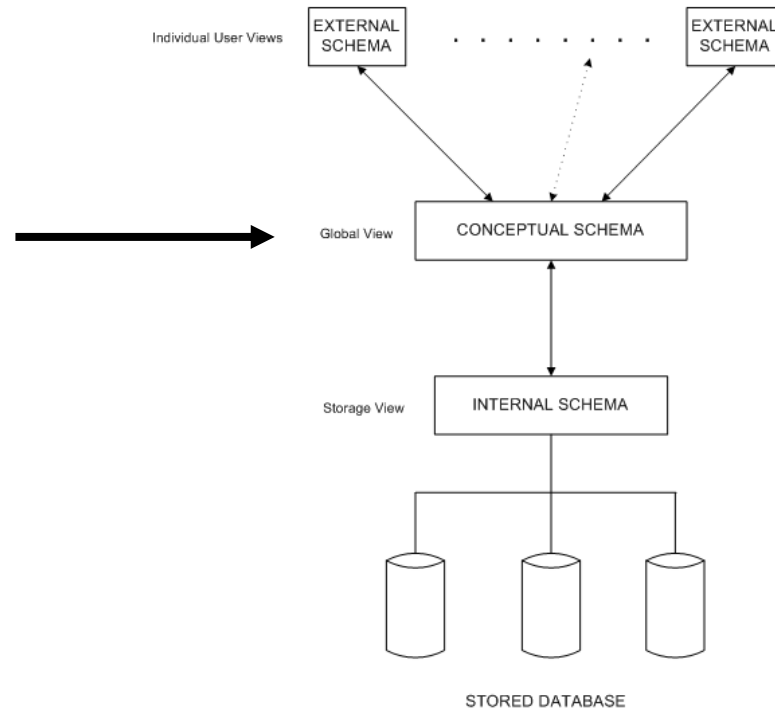 Individual User Views
EXTERNAL
SCHEMA
EXTERNAL
SCHEMA
Global View
CONCEPTUAL SCHEMA
Storage View
INTERNAL SCHEMA
STORED DATABASE